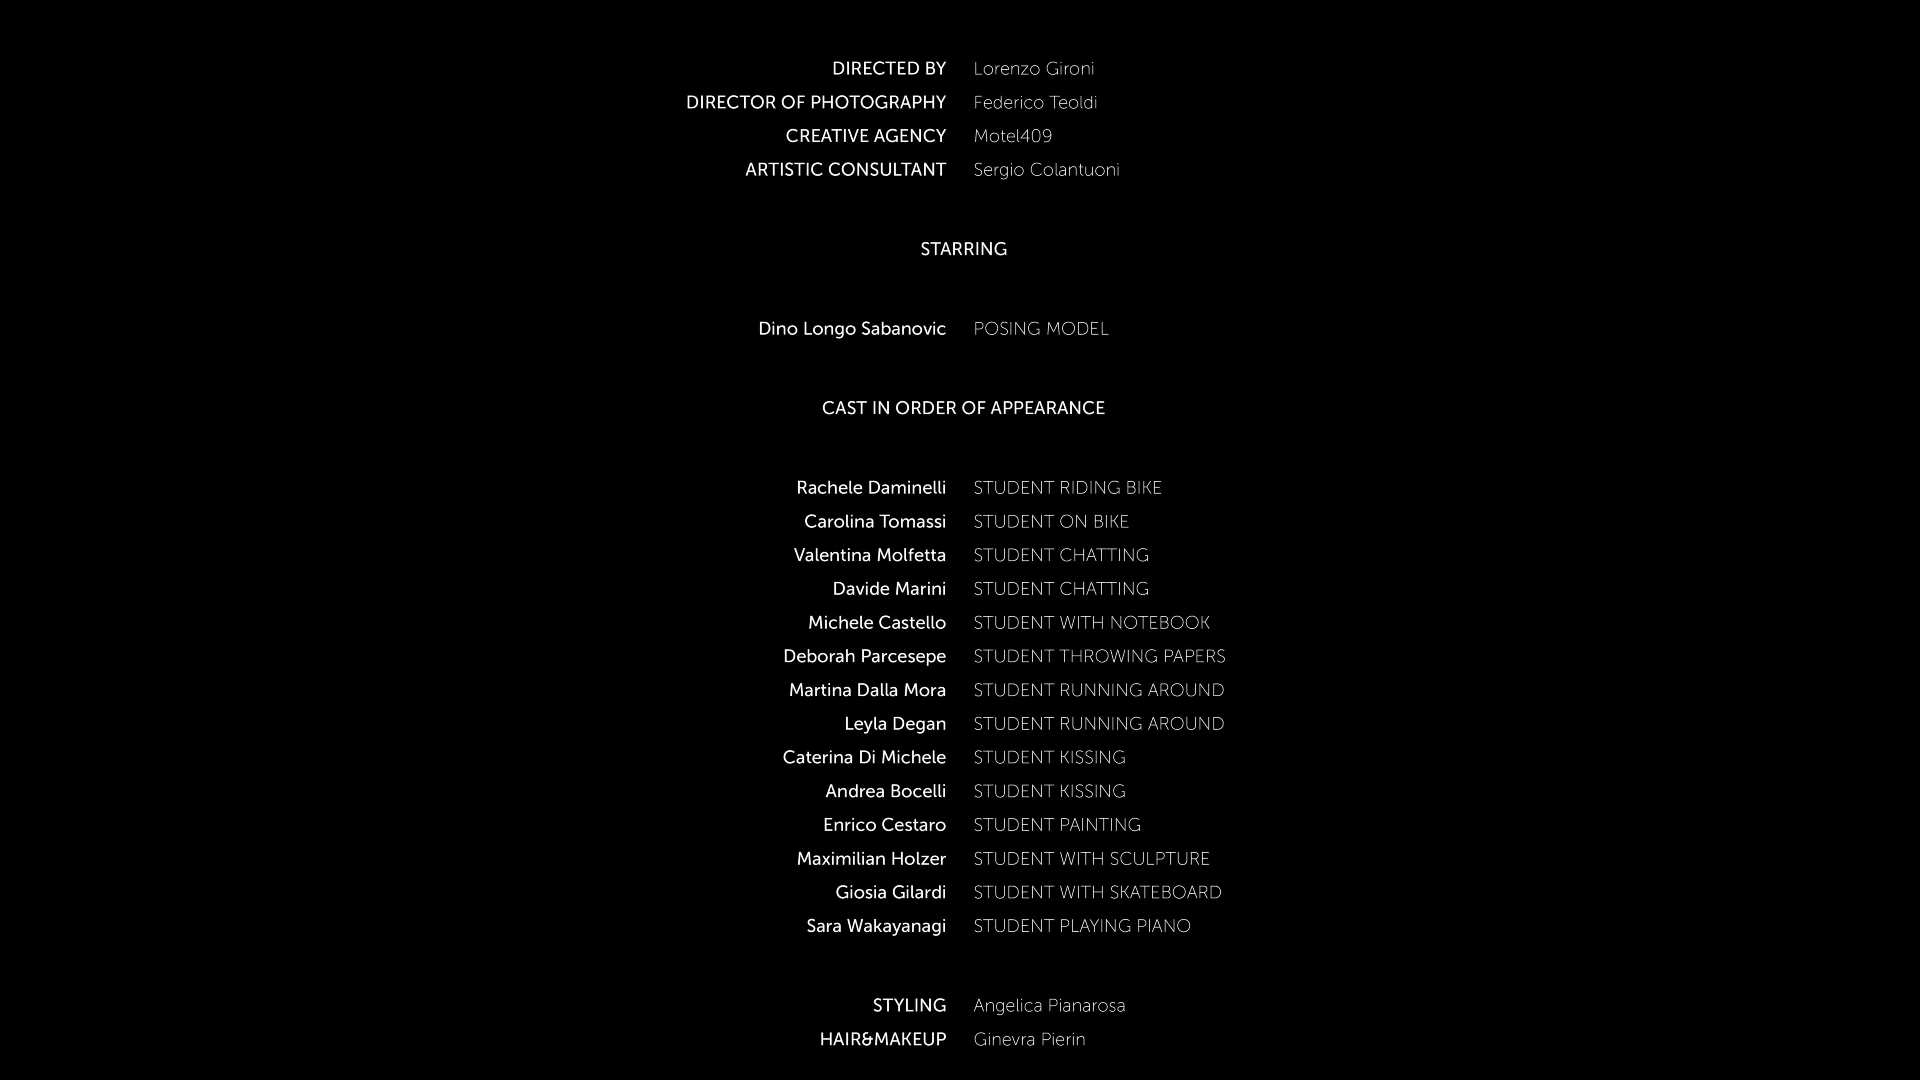 DIRECTED BY Lorenzo Gironi
DIRECTOR OF PHOTOGRAPHY Federico Teoldi
CREATIVE AGENCY Motel409
ARTISTIC CONSULTANT Sergio Colantuoni
STARRING
Dino Longo Sabanovic POSING MODEL
CAST IN ORDER OF APPEARANCE
Rachele Daminelli STUDENT RIDING BIKE
Carolina Tomassi STUDENT ON BIKE
Valentina Molfetta STUDENT CHATTING
Davide Marini STUDENT CHATTING
Michele Castello STUDENT WITH NOTEBOOK
Deborah Parcesepe STUDENT THROWING PAPERS
Martina Dalla Mora STUDENT RUNNING AROUND
Leyla Degan STUDENT RUNNING AROUND
Caterina Di Michele STUDENT KISSING
Andrea Bocelli STUDENT KISSING
Enrico Cestaro STUDENT PAINTING
Maximilian Holzer STUDENT WITH SCULPTURE
Giosia Gilardi STUDENT WITH SKATEBOARD
Sara Wakayanagi STUDENT PLAYING PIANO
STYLING Angelica Pianarosa
HAIR&MAKEUP Ginevra Pierin